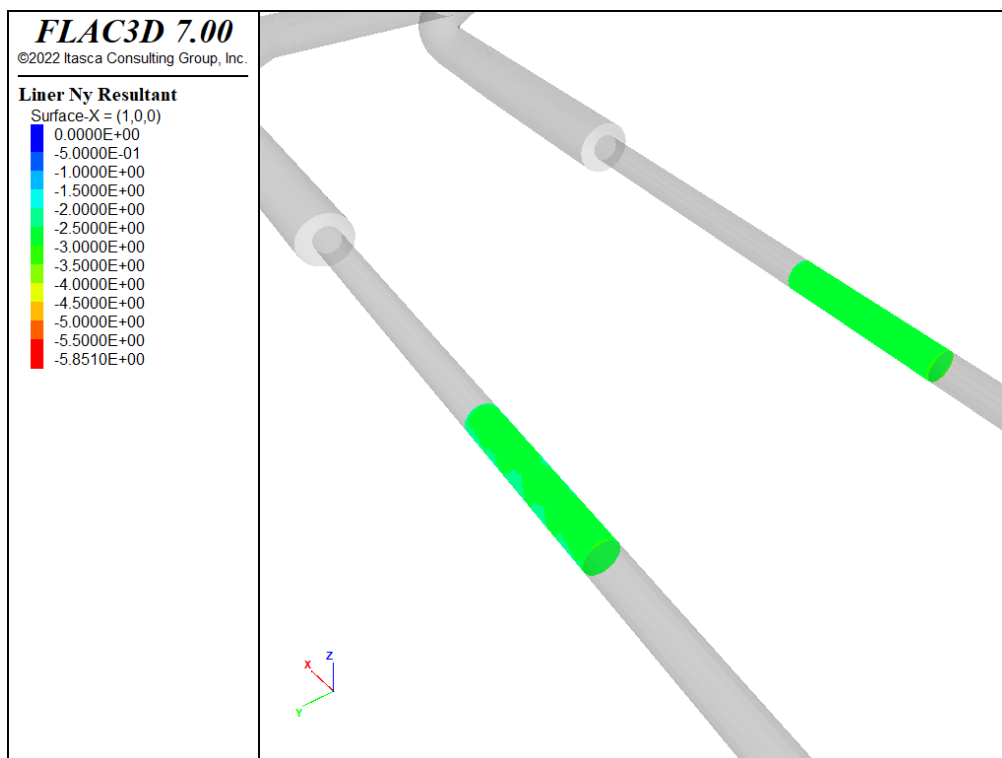 FLAC3D 7.00
©2022 Itasca Consulting Group, Inc.
Liner Ny Resultant
Surface-X = (1,0,0)
0.0000E+00
-5.0000E-01
-1.0000E+00
-1.5000E+00
-2.0000E+00
-2.5000E+00
-3.0000E+00
-3.5000E+00
-4.0000E+00
-4.5000E+00
-5.0000E+00
-5.5000E+00
-5.8510E+00
Z
X
Y